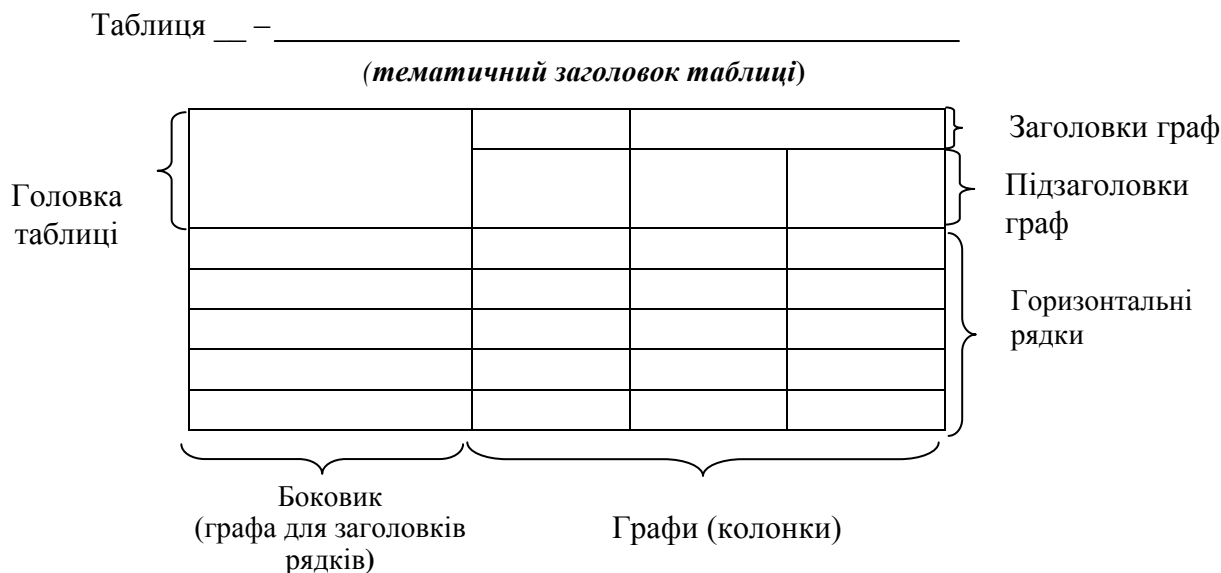 Таблиця __ – ____________________
(тематичний заголовок таблиці)
Заголовки граф
Головка
таблиці
Підзаголовки
граф
Горизонтальні
рядки
Боковик
(графа для заголовків
рядків)
Графи (колонки)